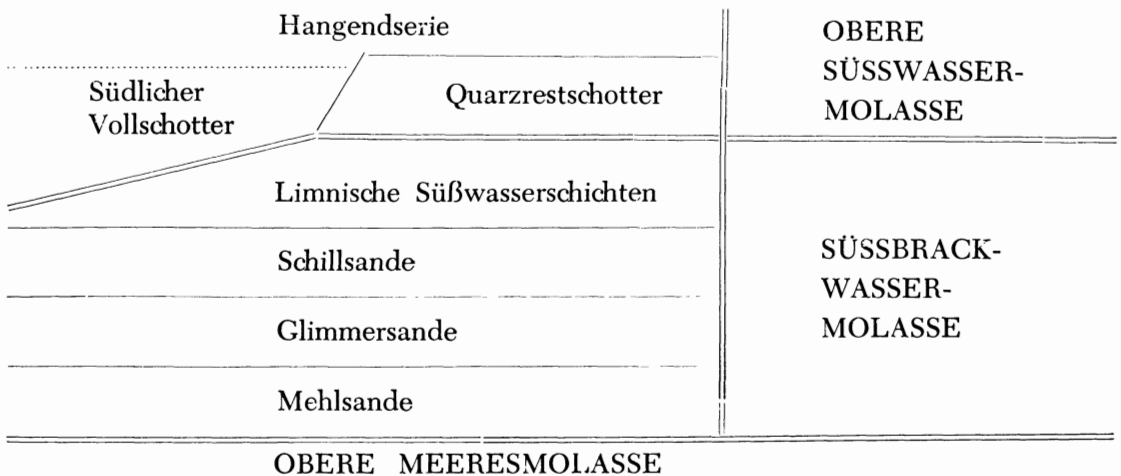 Hangendserie
Südlicher
Vollschotter
Quarzrestschotter
OBERE
SÜSSWASSER-
MOLASSE
Limnische Süßwasserschichten
Schillsande
Glimmersande
Mehlsande
SÜSSBRACK-
WASSER-
MOLASSE
OBERE MEERESMOLASSE